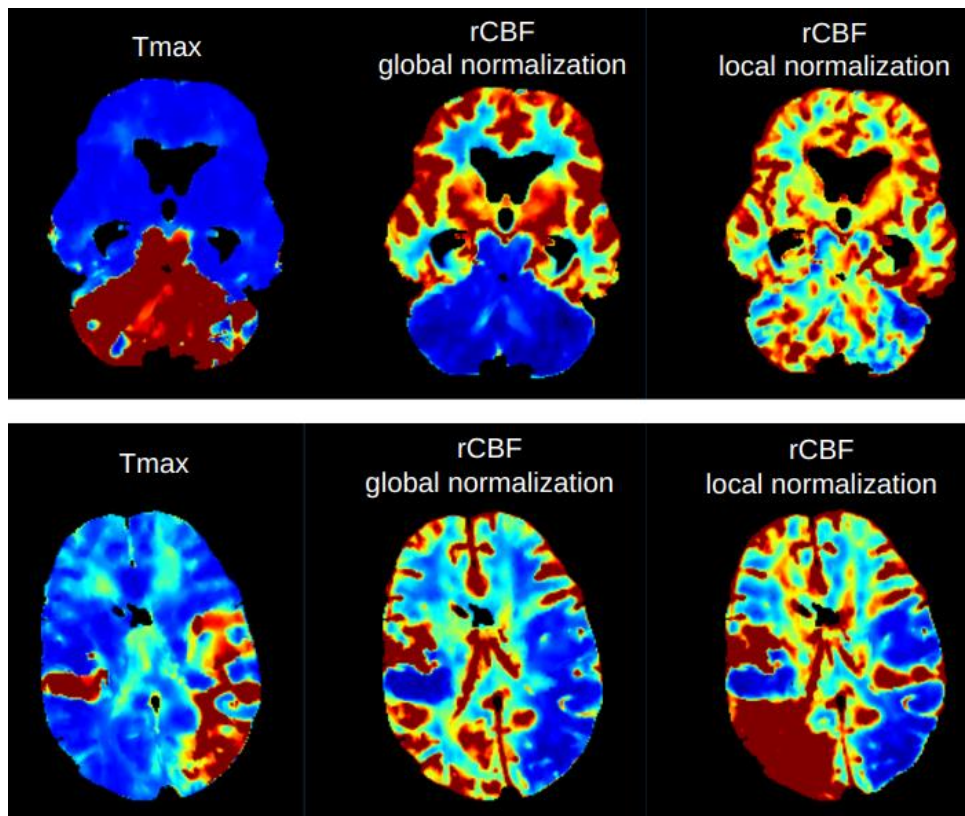 Tmax
rCBF
global normalization
rCBF
local normalization
Tmax
rCBF
global normalization
rCBF
local normalization